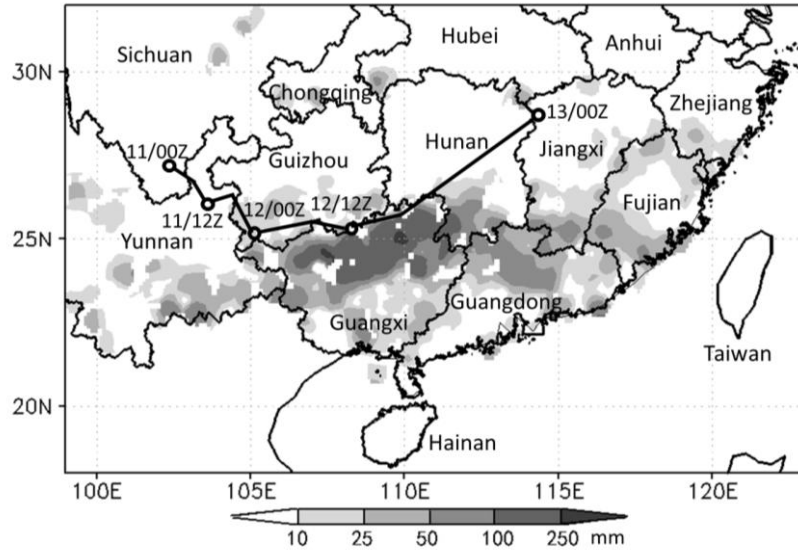 Sichuan
Hubei
Anhui
30N
Chongqing
Zhejiang
13/00Z
11/00Z
Hunan
Jiangxi
Guizhou
11/12Z
12/00Z
12/12Z
Fujian
25N
Yunnan
Guangxi
Guangdong
Taiwan
20N
Hainan
100E 105E 110E 115E 120E
10 25 50 100 250 mm